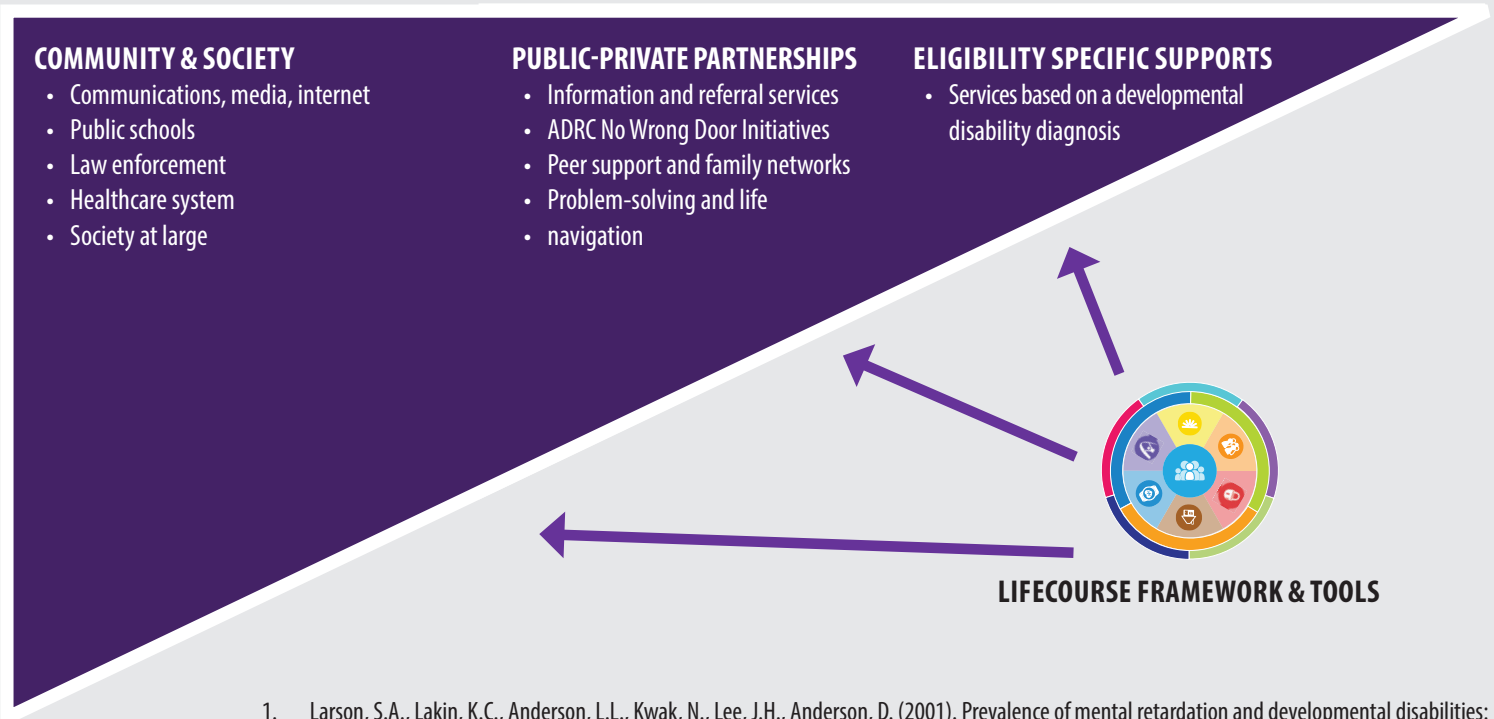 COMMUNITY & SOCIETY
• Communications, media, internet
• Public schools
• Law enforcement
• Healthcare system
• Society at large
PUBLIC-PRIVATE PARTNERSHIPS
• Information and referral services
• ADRC No Wrong Door Initiatives
• Peer support and family networks
• Problem-solving and life
• navigation
ELIGIBILITY SPECIFIC SUPPORTS
• Services based on a developmental
disability diagnosis
LIFECOURSE FRAMEWORK & TOOLS
1. Larson, S.A., Lakin, K.C., Anderson, L.L., Kwak, N., Lee, J.H., Anderson, D. (2001). Prevalence of mental retardation and developmental disabilities: